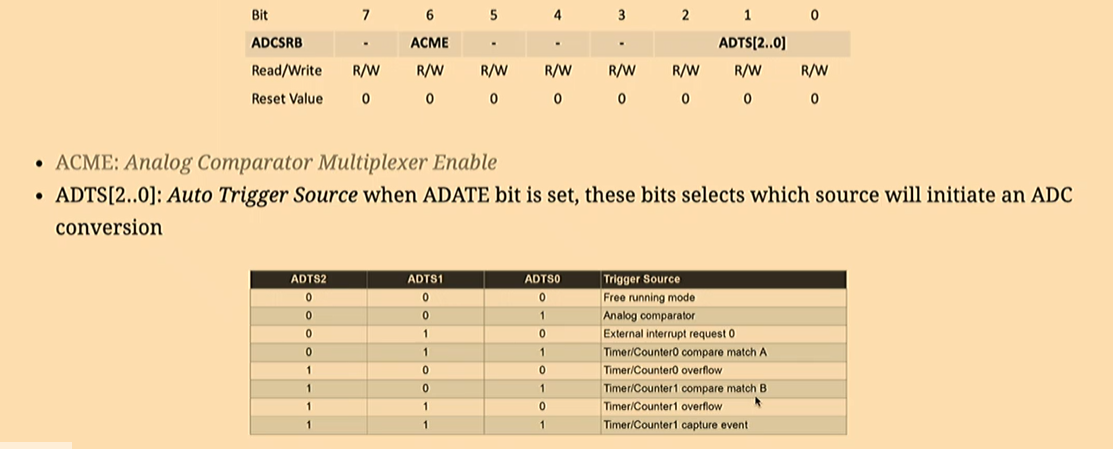 Bit 7 6 5 4 3 2 1 0
ADCSRB - ACME - - - ADTS[2..0]
Read/Write R/W R/W R/W R/W R/W R/W R/W R/W
Reset Value 0 0 0 0 0 0 0 0
• ACME: Analog Comparator Multiplexer Enable
• ADTS[2..0]: Auto Trigger Source when ADATE bit is set, these bits selects which source will initiate an ADC
conversion
ADTS2 ADTS1 ADTS0 Trigger Source
0 0 0 Free running mode
0 0 1 Analog comparator
0 1 0 External interrupt request 0
0 1 1 Timer/Counter0 compare match A
1 0 0 Timer/Counter0 overflow
1 0 1 Timer/Counter1 compare match B
1 1 0 Timer/Counter1 overflow
1 1 1 Timer/Counter1 capture event